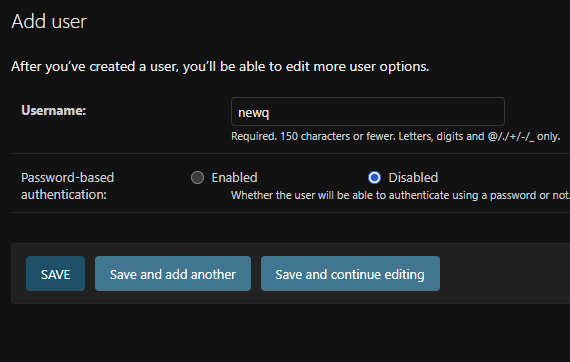 Add user
After you've created a user, you'll be able to edit more user options.
Username:
newq
Required. 150 characters or fewer. Letters, digits and @/./+/-/_ only.
Password-based
authentication:
Enabled
Disabled
Whether the user will be able to authenticate using a password or not.
SAVE
Save and add another
Save and continue editing